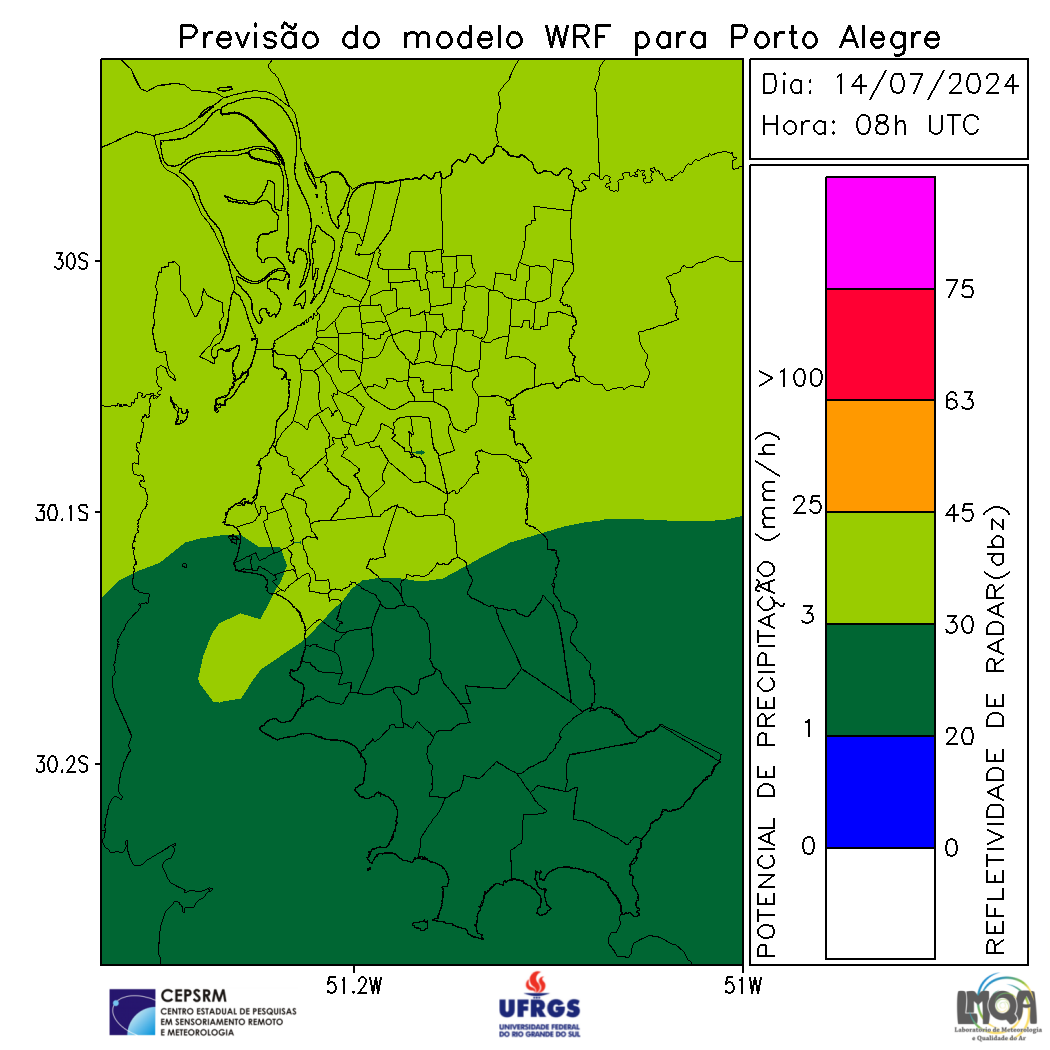 Previsão do modelo WRF para Porto Alegre
Dia: 14/07/2024
Hora: 08h UTC
30S
30.1S
30.2S
51.2W
51W
POTENCIAL DE PRECIPITAÇÃO (mm/h)
>100
25
3
1
0
75
63
45
30
20
0
REFLETIVIDADE DE RADAR(dbz)
CEPSRM
CENTRO ESTADUAL DE PESQUISAS
EM SENSORIAMENTO REMOTO
E METEOROLOGIA
UFRGS
UNIVERSIDADE FEDERAL
DO RIO GRANDE DO SUL
LMQA
Laboratório de Meteorologia
e Qualidade do Ar